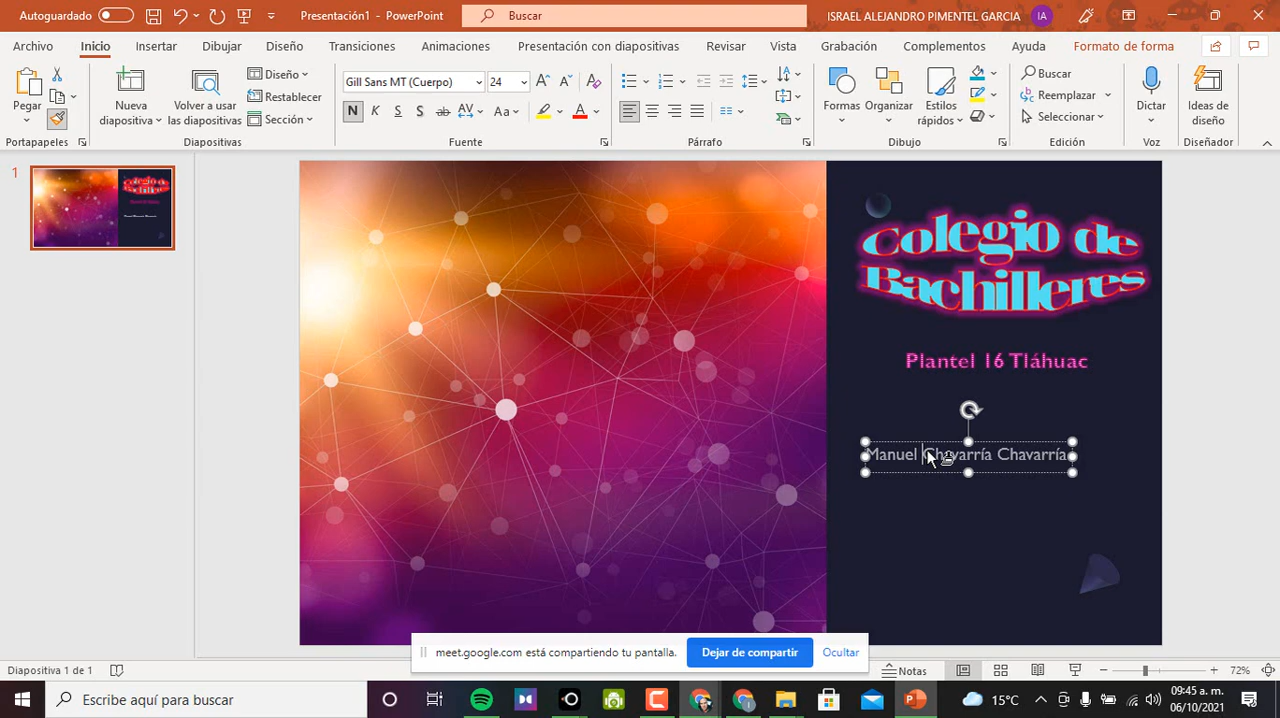 Autoguardado
Presentación1 - PowerPoint
Buscar
ISRAEL ALEJANDRO PIMENTEL GARCIA
IA
Archivo Inicio Insertar Dibujar Diseño Transiciones Animaciones Presentación con diapositivas Revisar Vista Grabación Complementos Ayuda Formato de forma
Pegar
Portapapeles
Nueva diapositiva
Volver a usar las diapositivas
Diseño
Restablecer
Sección
Diapositivas
Gill Sans MT (Cuerpo) 24
N K S S ab AV Aa A
Fuente
Párrafo
Formas
Organizar
Estilos rápidos
Dibujo
Buscar
Reemplazar
Seleccionar
Edición
Dictar
Voz
Ideas de diseño
Diseñador
1
Colegio de
Bachilleres
Plantel 16 Tláhuac
Manuel Chavarría Chavarría
meet.google.com está compartiendo tu pantalla.
Dejar de compartir
Ocultar
Diapositiva 1 de 1
Notas
72%
Escribe aquí para buscar
15°C
09:45 a. m.
06/10/2021